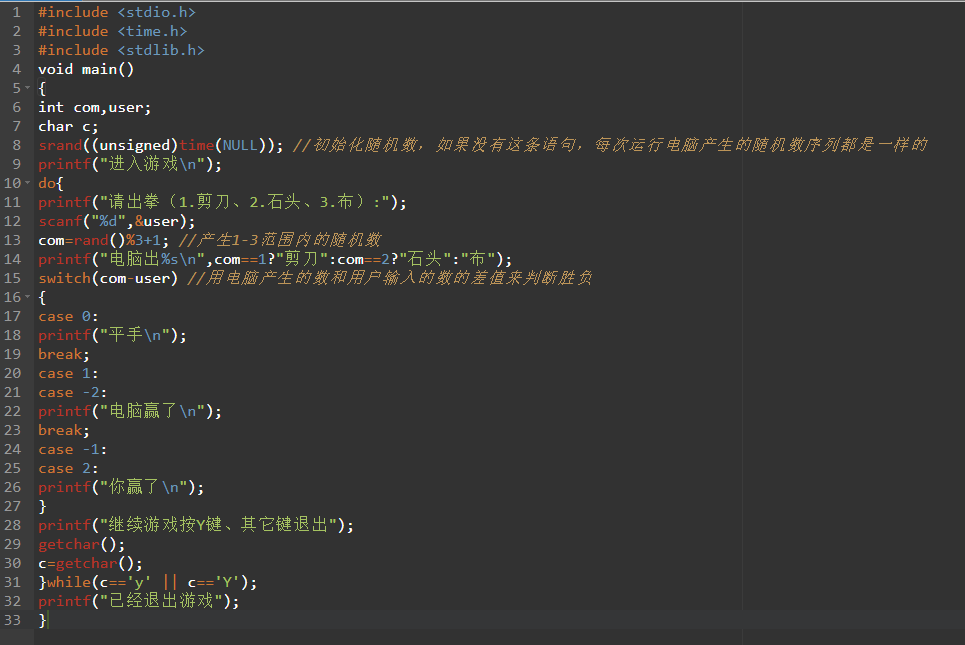 1 #include <stdio.h>
2 #include <time.h>
3 #include <stdlib.h>
4 void main()
5 {
6 int com,user;
7 char c;
8 srand((unsigned)time(NULL)); //初始化随机数，如果没有这条语句，每次运行电脑产生的随机数序列都是一样的
9 printf("进入游戏\n");
10 do{
11 printf("请出拳（1.剪刀、2.石头、3.布）:");
12 scanf("%d",&user);
13 com=rand()%3+1; //产生1-3范围内的随机数
14 printf("电脑出%s\n",com==1?"剪刀":com==2?"石头":"布");
15 switch(com-user) //用电脑产生的数和用户输入的数的差值来判断胜负
16 {
17 case 0:
18 printf("平手\n");
19 break;
20 case 1:
21 case -2:
22 printf("电脑赢了\n");
23 break;
24 case -1:
25 case 2:
26 printf("你赢了\n");
27 }
28 printf("继续游戏按Y键、其它键退出");
29 getchar();
30 c=getchar();
31 }while(c=='y' || c=='Y');
32 printf("已经退出游戏");
33 }